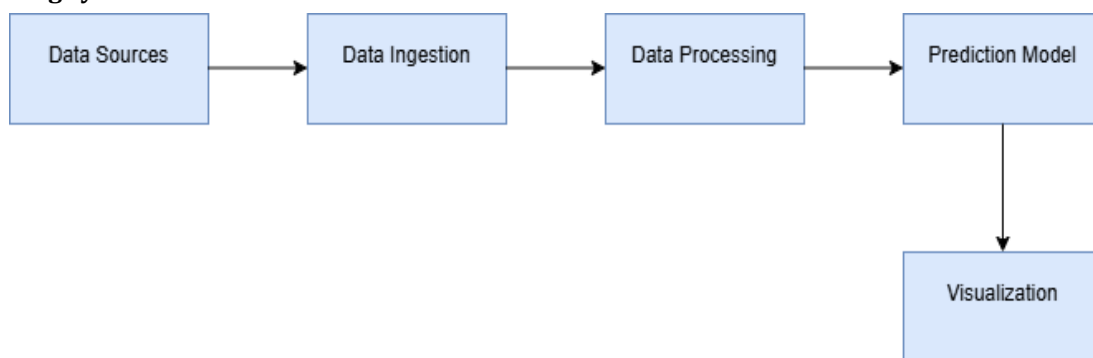 Data Sources
Data Ingestion
Data Processing
Prediction Model
Visualization